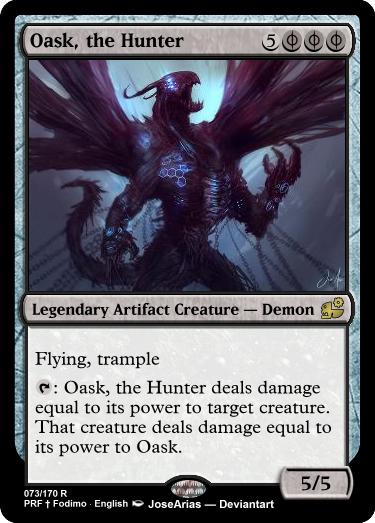 Oask, the Hunter 5
Legendary Artifact Creature — Demon
Flying, trample
: Oask, the Hunter deals damage
equal to its power to target creature.
That creature deals damage equal to
its power to Oask.
5/5
073/170 R
PRF † Fodimo · English JoseArias — Deviantart